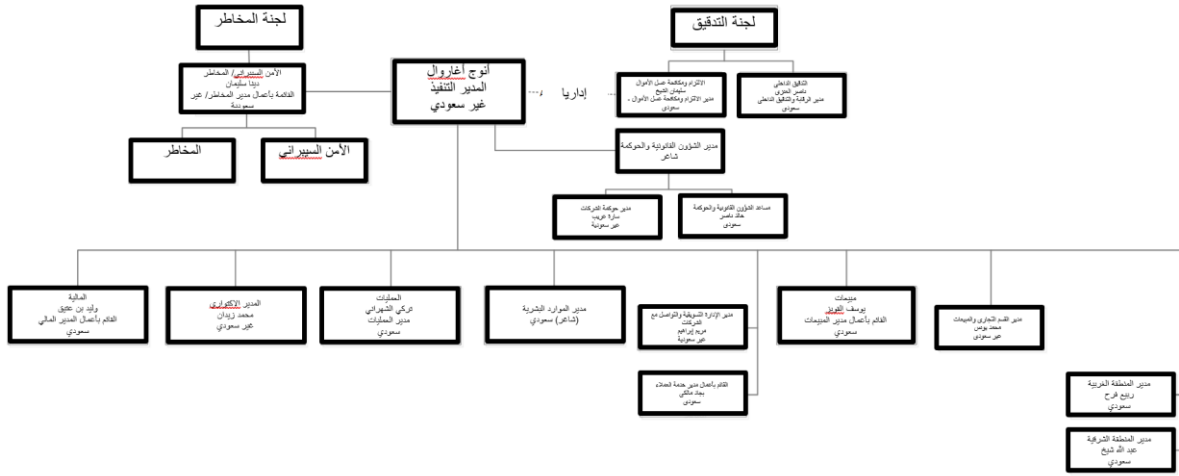 لجنة المخاطر
لجنة التدقيق
الأمن السيبراني/ المخاطر
دينا سليمان
القائمة بأعمال مدير المخاطر/ غير
سعوديىة
أنوج أغاروال
المدير التنفيذ
غير سعودي
إداريا
الالتزام ومكافحة غسل الأموال
سليمان الشيخ
مدير الالتزام ومكافحة غسل الأموال -
سعودي
التدقيق الداخلي
ناصر العنزي
مدير الرقابة والتدقيق الداخلي
سعودي
المخاطر
الأمن السيبراني
مدير الشؤون القانونية والحوكمة
شاغر
مدير حوكمة الشركات
سارة غريب
غير سعودية
مساعد الشؤون القانونية والحوكمة
خالد ناصر
سعودي
المالية
وليد بن عتيق
القائم بأعمال المدير المالي
سعودي
المدير الاكتواري
محمد زيدان
غير سعودي
العمليات
تركي الشهراني
مدير العمليات
سعودي
مدير الموارد البشرية
(شاغر) سعودي
مدير الإدارة التسويقية والتواصل مع
الشركات
مريم إبراهيم
غير سعودية
القائم بأعمال مدير خدمة العملاء
مالكي
سعودي
مبيعات
يوسف القويز
القائم بأعمال مدير المبيعات
سعودي
مدير القسم التجاري والمبيعات
محمد يونس
غير سعودي
مدير المنطقة الغربية
ربيع فرح
سعودي
مدير المنطقة الشرقية
عبد الله شيخ
سعودي